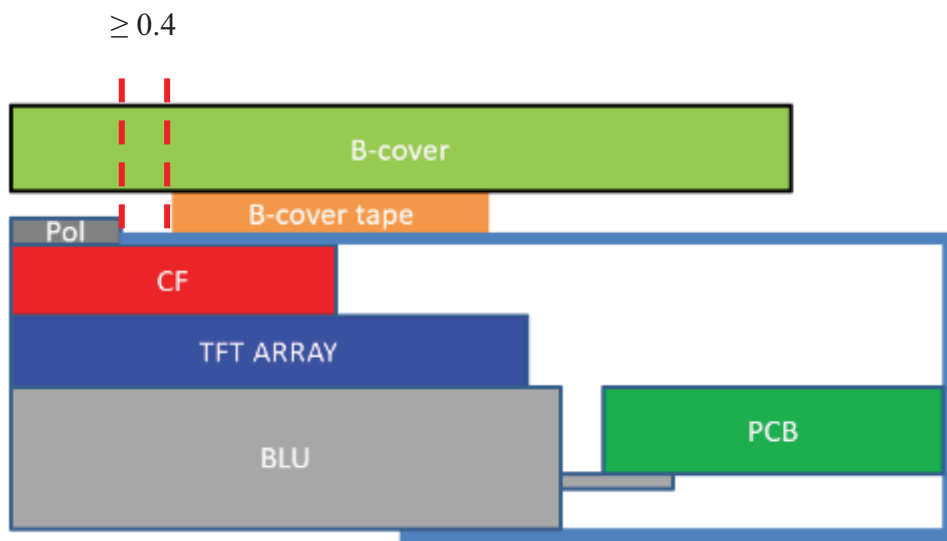 ≥ 0.4
B-cover
B-cover tape
Pol
CF
TFT ARRAY
BLU
PCB